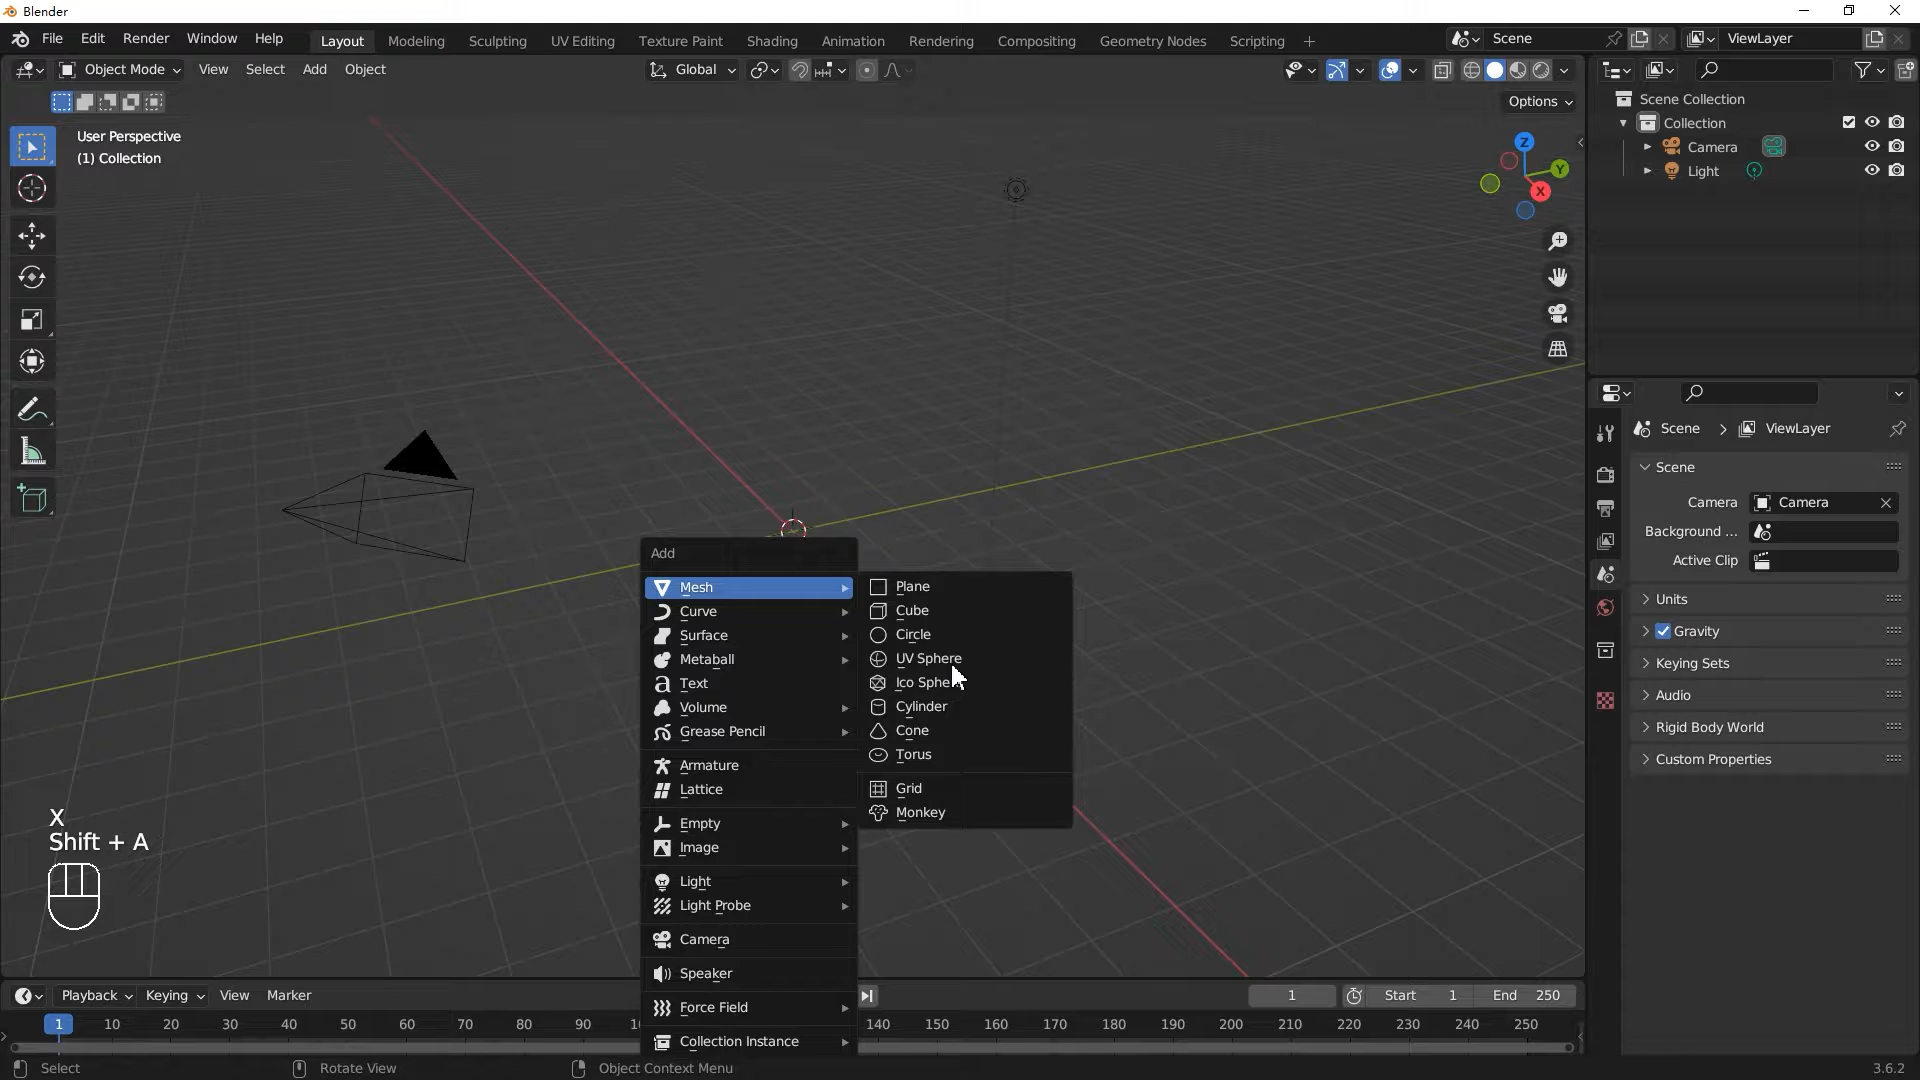 Blender
File Edit Render Window Help Layout Modeling Sculpting UV Editing Texture Paint Shading Animation Rendering Compositing Geometry Nodes Scripting + Scene ViewLayer
Object Mode View Select Add Object Global
Options
User Perspective
(1) Collection
Z
Y
X
Scene Collection
Collection
Camera
Light
Scene > ViewLayer
Scene
Camera Camera
Background ...
Active Clip
Units
Gravity
Keying Sets
Audio
Rigid Body World
Custom Properties
Add
Mesh
Curve
Surface
Metaball
Text
Volume
Grease Pencil
Armature
Lattice
Empty
Image
Light
Light Probe
Camera
Speaker
Force Field
Collection Instance
Plane
Cube
Circle
UV Sphere
Cylinder
Cone
Torus
Grid
Monkey
X
Shift + A
Playback Keying View Marker 1 Start 1 End 250
1 10 20 30 40 50 60 70 80 90 140 150 160 170 180 190 200 210 220 230 240 250
Select Rotate View Object Context Menu 3.6.2